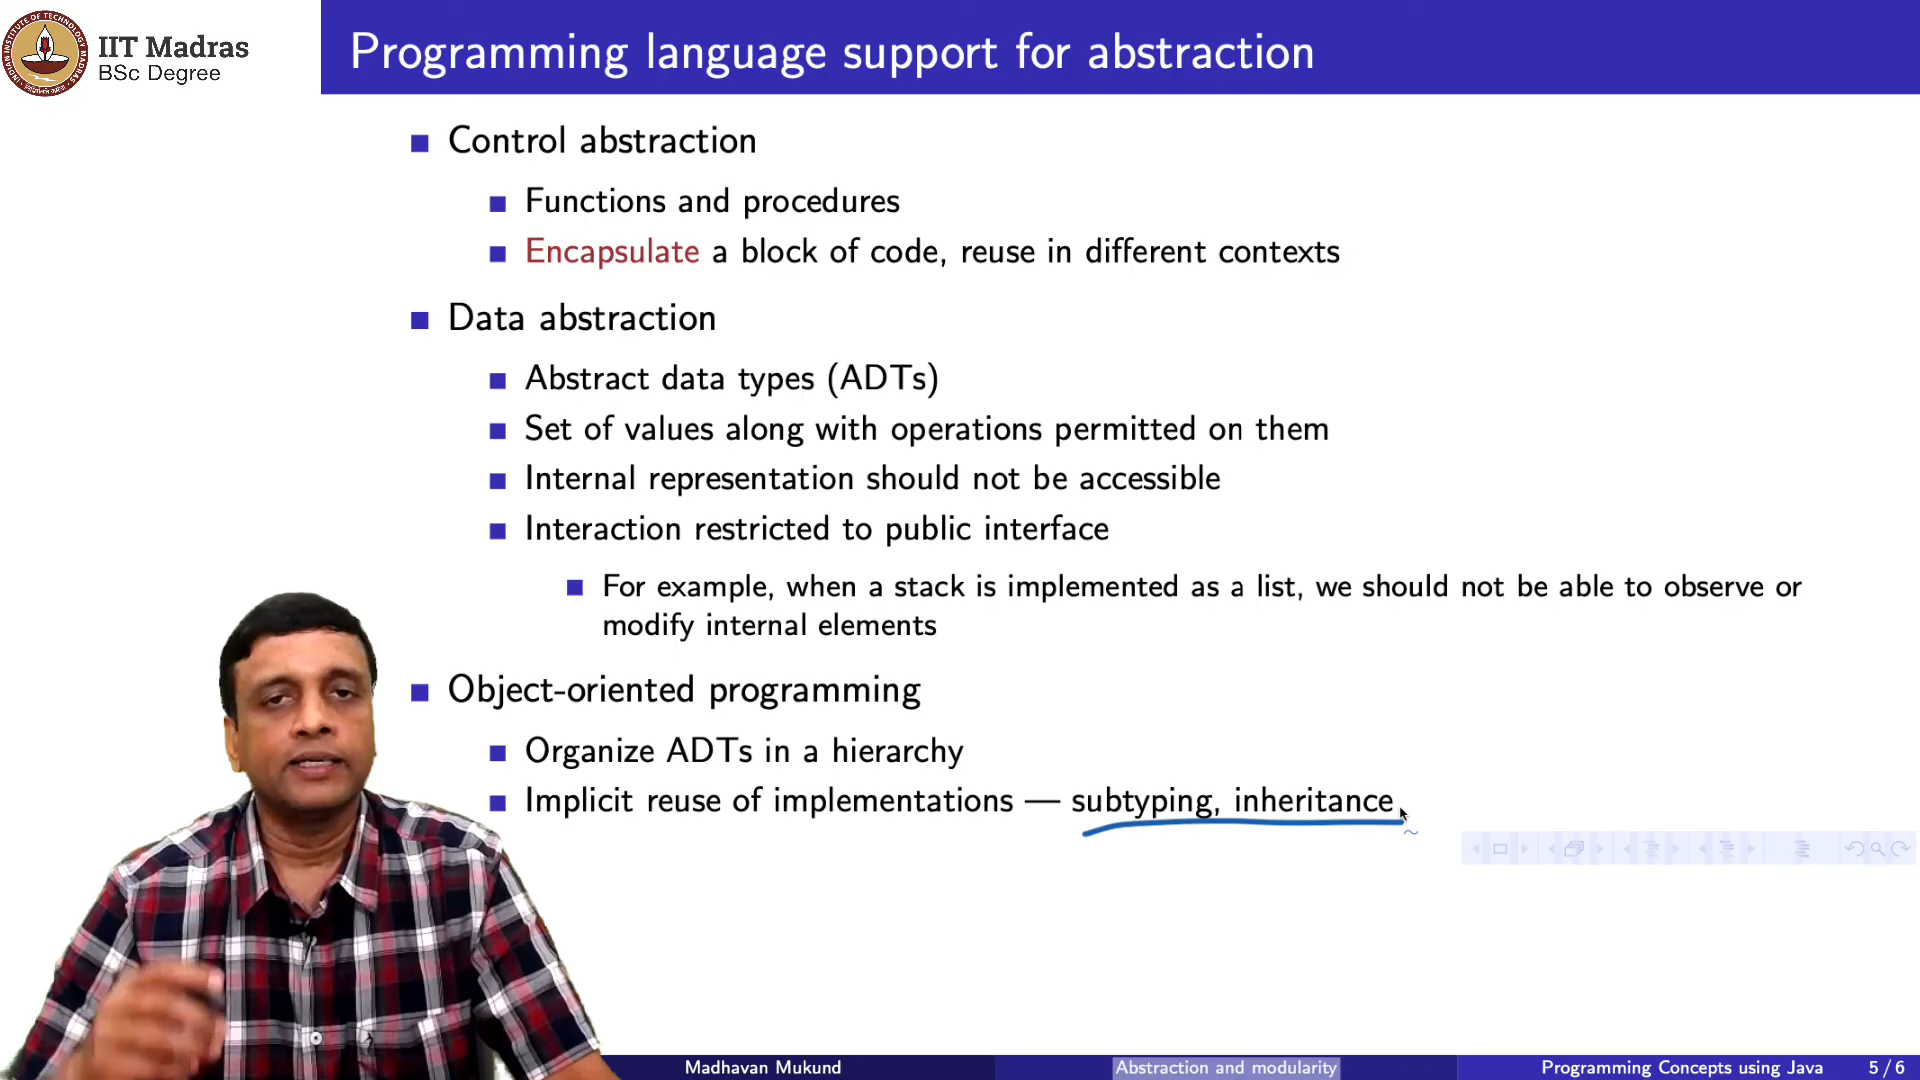 IIT Madras
BSc Degree
Programming language support for abstraction
Control abstraction
Functions and procedures
Encapsulate a block of code, reuse in different contexts
Data abstraction
Abstract data types (ADTs)
Set of values along with operations permitted on them
Internal representation should not be accessible
Interaction restricted to public interface
For example, when a stack is implemented as a list, we should not be able to observe or
modify internal elements
Object-oriented programming
Organize ADTs in a hierarchy
Implicit reuse of implementations — subtyping, inheritance
Madhavan Mukund
Abstraction and modularity
Programming Concepts using Java
5 / 6